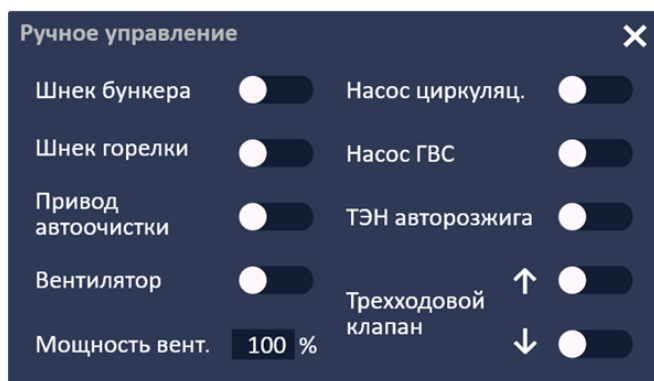 Ручное управление
Шнек бункера
Насос циркуляц.
Шнек горелки
Насос ГВС
Привод
автоочистки
ТЭН авторозжига
Вентилятор
Трехходовой
клапан
Мощность вент. 100 %